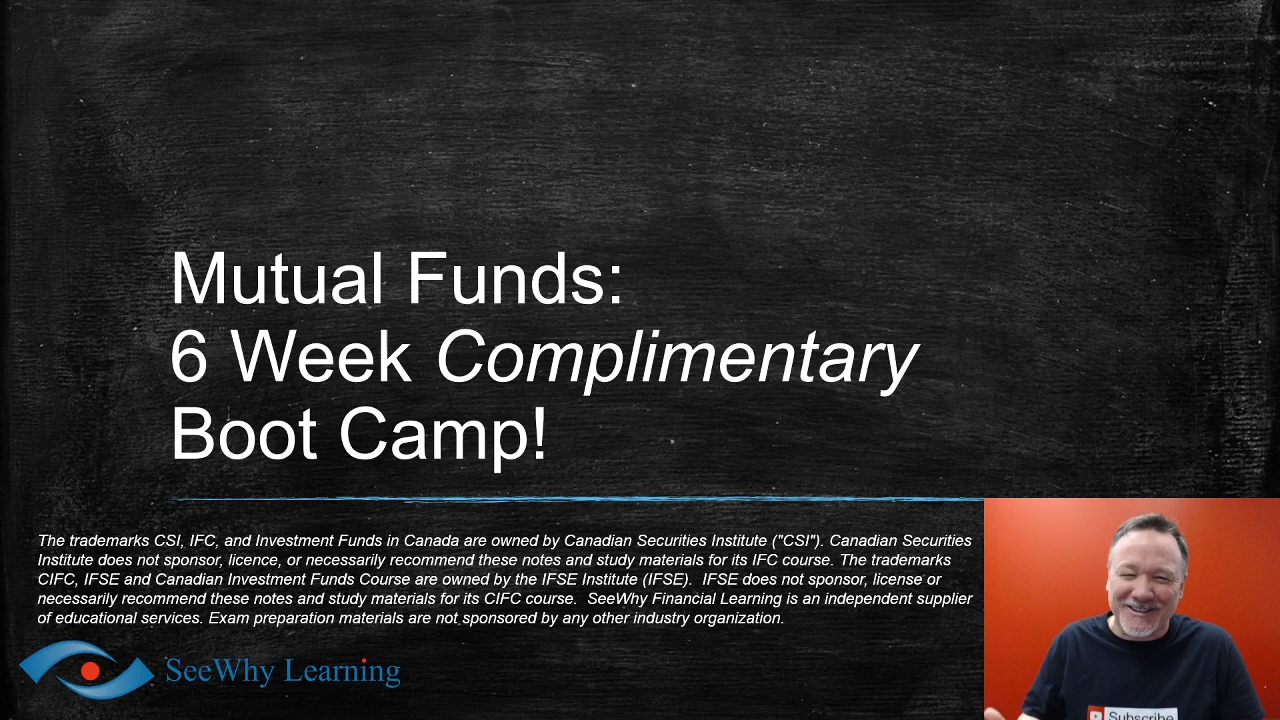 Mutual Funds:
6 Week Complimentary
Boot Camp!
The trademarks CSI, IFC, and Investment Funds in Canada are owned by Canadian Securities Institute ("CSI"). Canadian Securities
Institute does not sponsor, licence, or necessarily recommend these notes and study materials for its IFC course. The trademarks
CIFC, IFSE and Canadian Investment Funds Course are owned by the IFSE Institute (IFSE).  IFSE does not sponsor, license or
necessarily recommend these notes and study materials for its CIFC course.  SeeWhy Financial Learning is an independent supplier
of educational services. Exam preparation materials are not sponsored by any other industry organization.
SeeWhy Learning
Subscribe